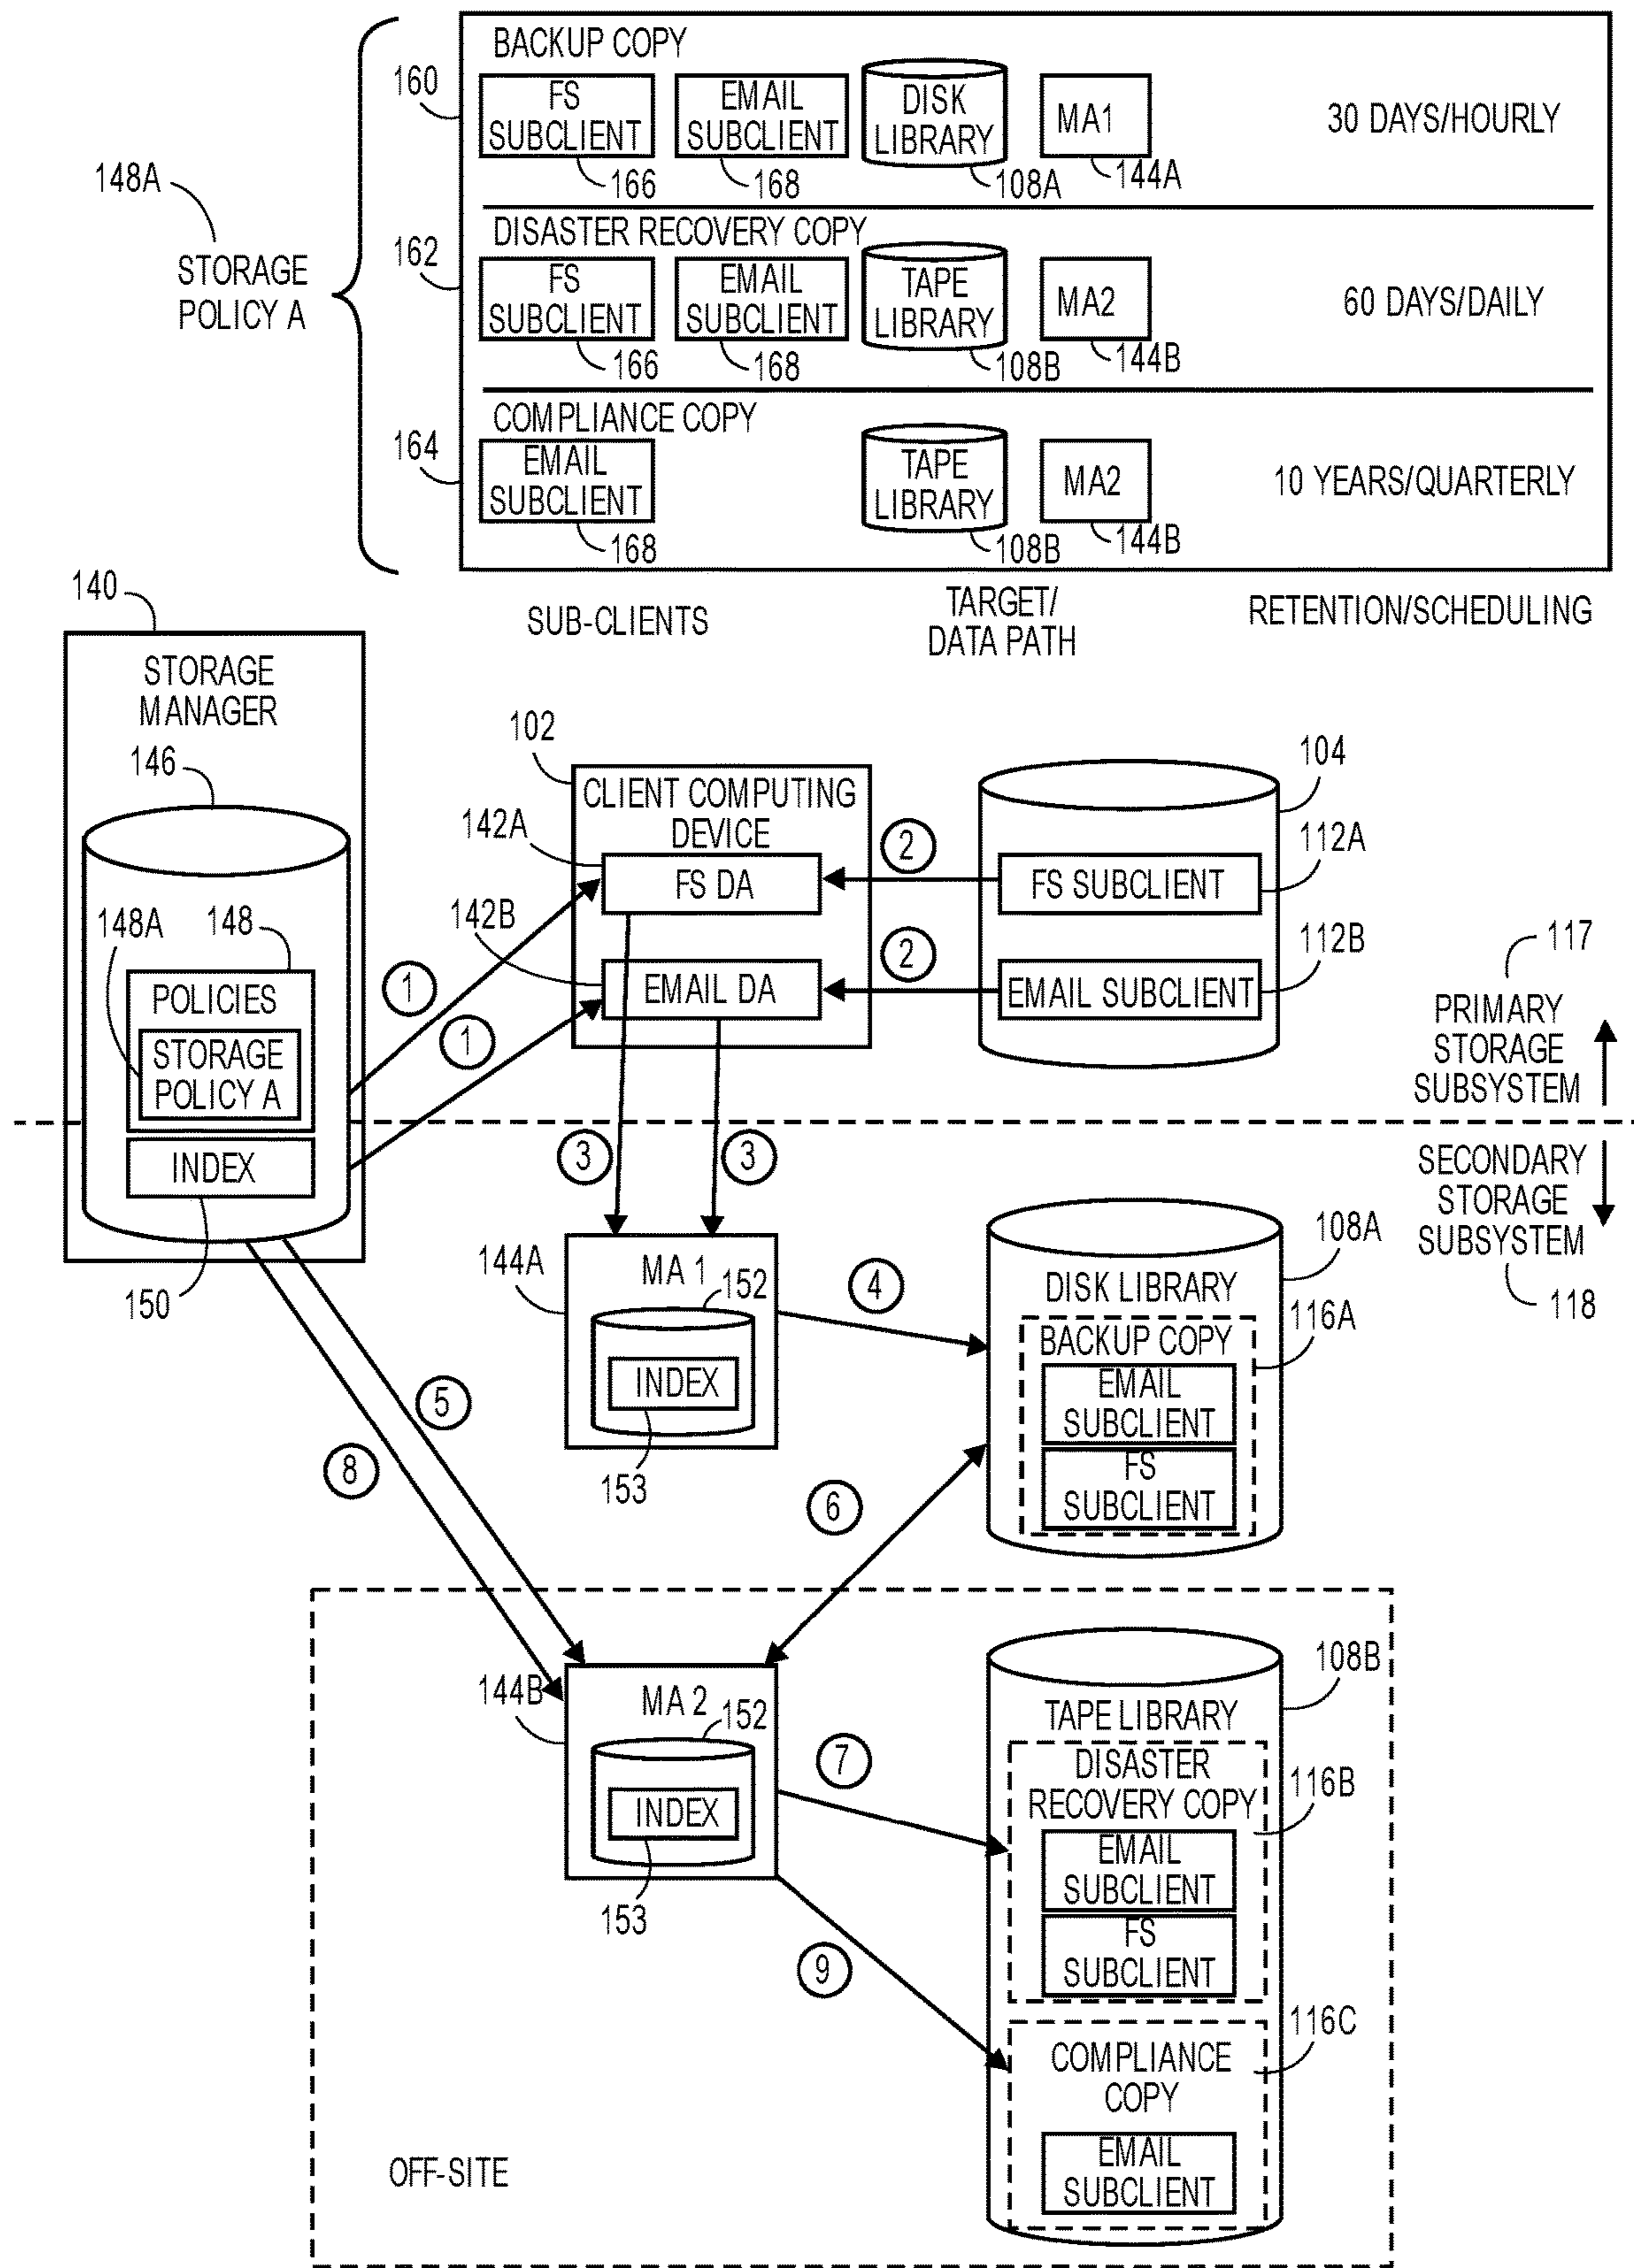 BACKUP COPY
160
FS
SUBCLIENT
166
EMAIL
SUBCLIENT
168
DISK
LIBRARY
108A
MA1
144A
30 DAYS/HOURLY
148A
STORAGE
POLICY A
DISASTER RECOVERY COPY
162
FS
SUBCLIENT
166
EMAIL
SUBCLIENT
168
TAPE
LIBRARY
108B
MA2
144B
60 DAYS/DAILY
COMPLIANCE COPY
164
EMAIL
SUBCLIENT
168
TAPE
LIBRARY
108B
MA2
144B
10 YEARS/QUARTERLY
SUB-CLIENTS
TARGET/
DATA PATH
RETENTION/SCHEDULING
140
STORAGE
MANAGER
146
148A
148
POLICIES
STORAGE
POLICY A
INDEX
150
102
CLIENT COMPUTING
DEVICE
142A
FS DA
142B
EMAIL DA
104
112A
FS SUBCLIENT
112B
EMAIL SUBCLIENT
1
1
2
2
117
PRIMARY
STORAGE
SUBSYSTEM
SECONDARY
STORAGE
SUBSYSTEM
118
3
3
144A
MA 1
152
INDEX
153
4
108A
DISK LIBRARY
116A
BACKUP COPY
EMAIL
SUBCLIENT
FS
SUBCLIENT
5
8
6
144B
MA 2
152
INDEX
153
7
9
108B
TAPE LIBRARY
DISASTER
RECOVERY COPY
116B
EMAIL
SUBCLIENT
FS
SUBCLIENT
116C
COMPLIANCE
COPY
EMAIL
SUBCLIENT
OFF-SITE